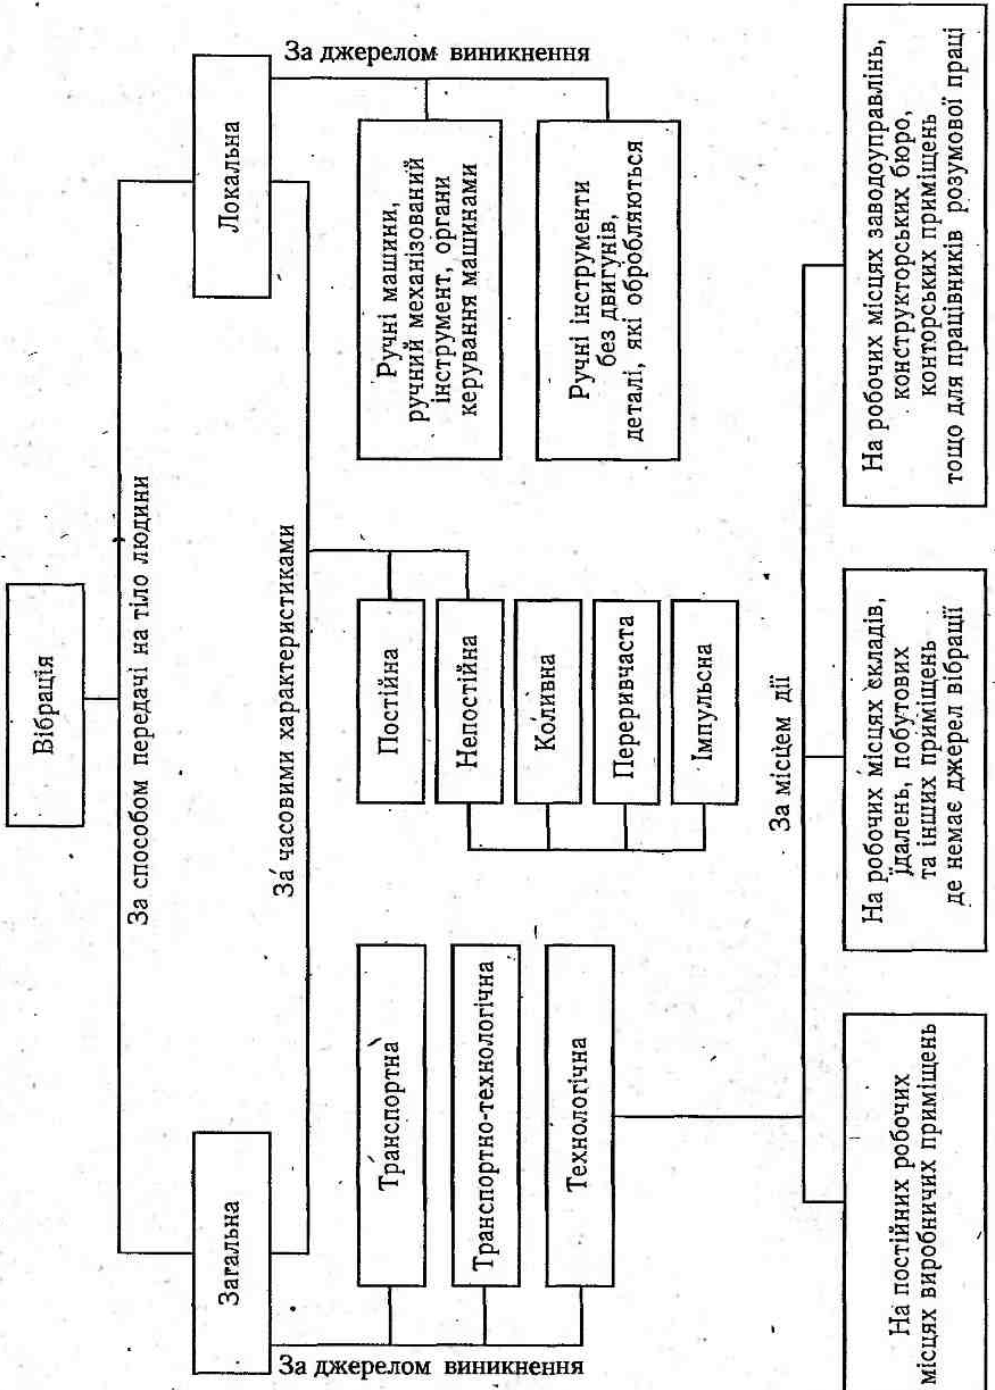 Вібрація
За способом передачі на тіло людини
Загальна
Локальна
За часовими характеристиками
За джерелом виникнення
Транспортна
Транспортно-технологічна
Технологічна
Постійна
Непостійна
Коливна
Переривчаста
Імпульсна
За джерелом виникнення
Ручні машини,
ручний механізований
інструмент, органи
керування машинами
Ручні інструменти
без двигунів,
деталі, які обробляються
За місцем дії
На постійних робочих
місцях виробничих приміщень
На робочих місцях складів,
їдалень, побутових
та інших приміщень
де немає джерел вібрації
На робочих місцях заводоуправлінь,
конструкторських бюро,
конторських приміщень
тощо для працівників розумової праці